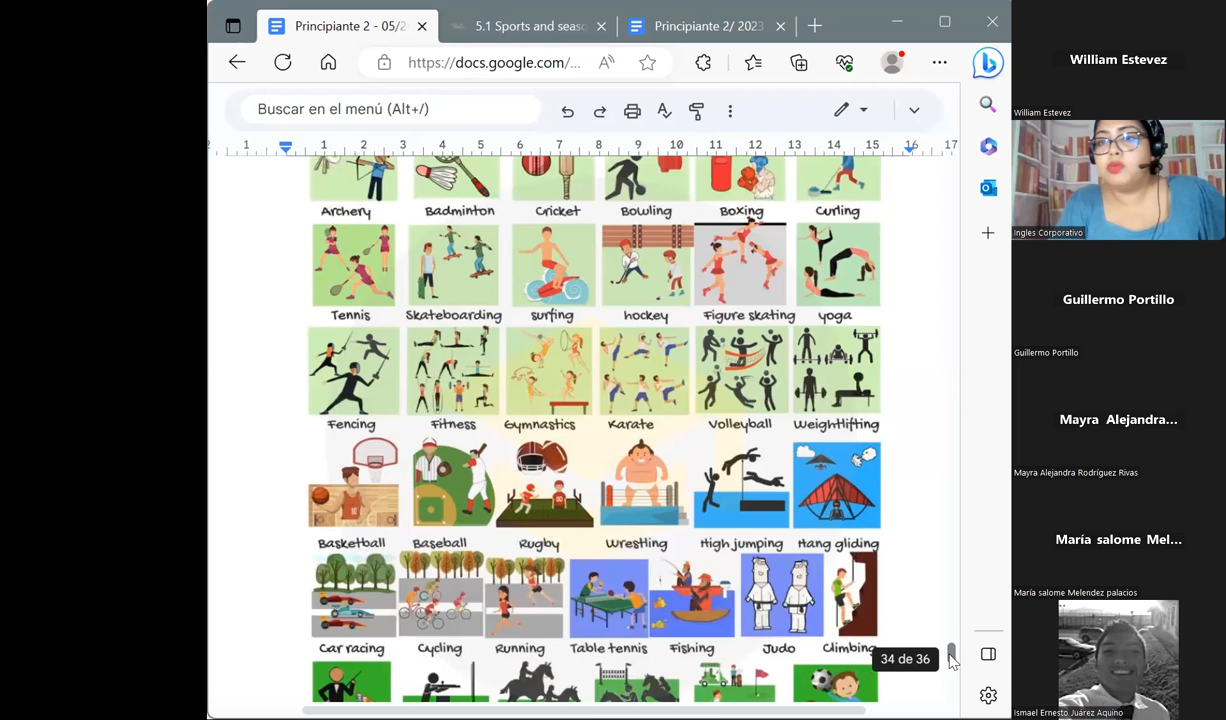 Principiante 2 - 05/2
5.1 Sports and seaso
Principiante 2/ 2023
https://docs.google.com/...
Buscar en el menú (Alt+/)
2 1 1 2 3 4 5 6 7 8 9 10 11 12 13 14 15 16 17
Archery Badminton Cricket Bowling Boxing Curling
Tennis Skateboarding surfing hockey Figure skating yoga
Fencing Fitness Gymnastics Karate Volleyball Weightlifting
Basketball Baseball Rugby Wrestling High jumping Hang gliding
Car racing Cycling Running Table tennis Fishing Judo Climbing
34 de 36
William Estevez
William Estevez
Ingles Corporativo
Guillermo Portillo
Guillermo Portillo
Mayra Alejandra...
Mayra Alejandra Rodríguez Rivas
María salome Mel...
María salome Melendez palacios
Ismael Ernesto Juárez Aquino